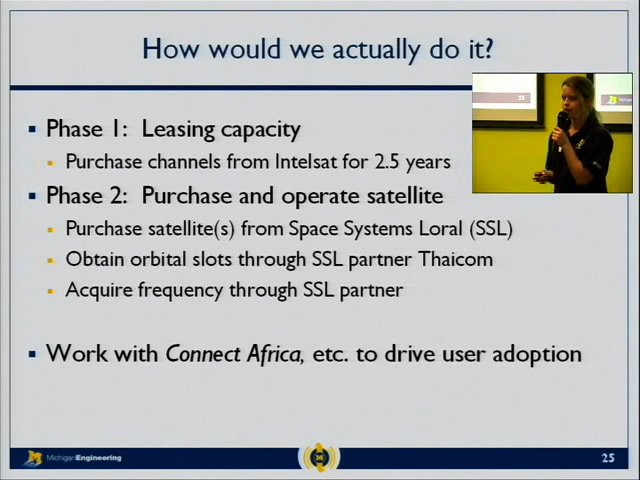 How would we actually do it?
Phase 1: Leasing capacity
Purchase channels from Intelsat for 2.5 years
Phase 2: Purchase and operate satellite
Purchase satellite(s) from Space Systems Loral (SSL)
Obtain orbital slots through SSL partner Thaicom
Acquire frequency through SSL partner
Work with Connect Africa, etc. to drive user adoption
MichiganEngineering
M
25